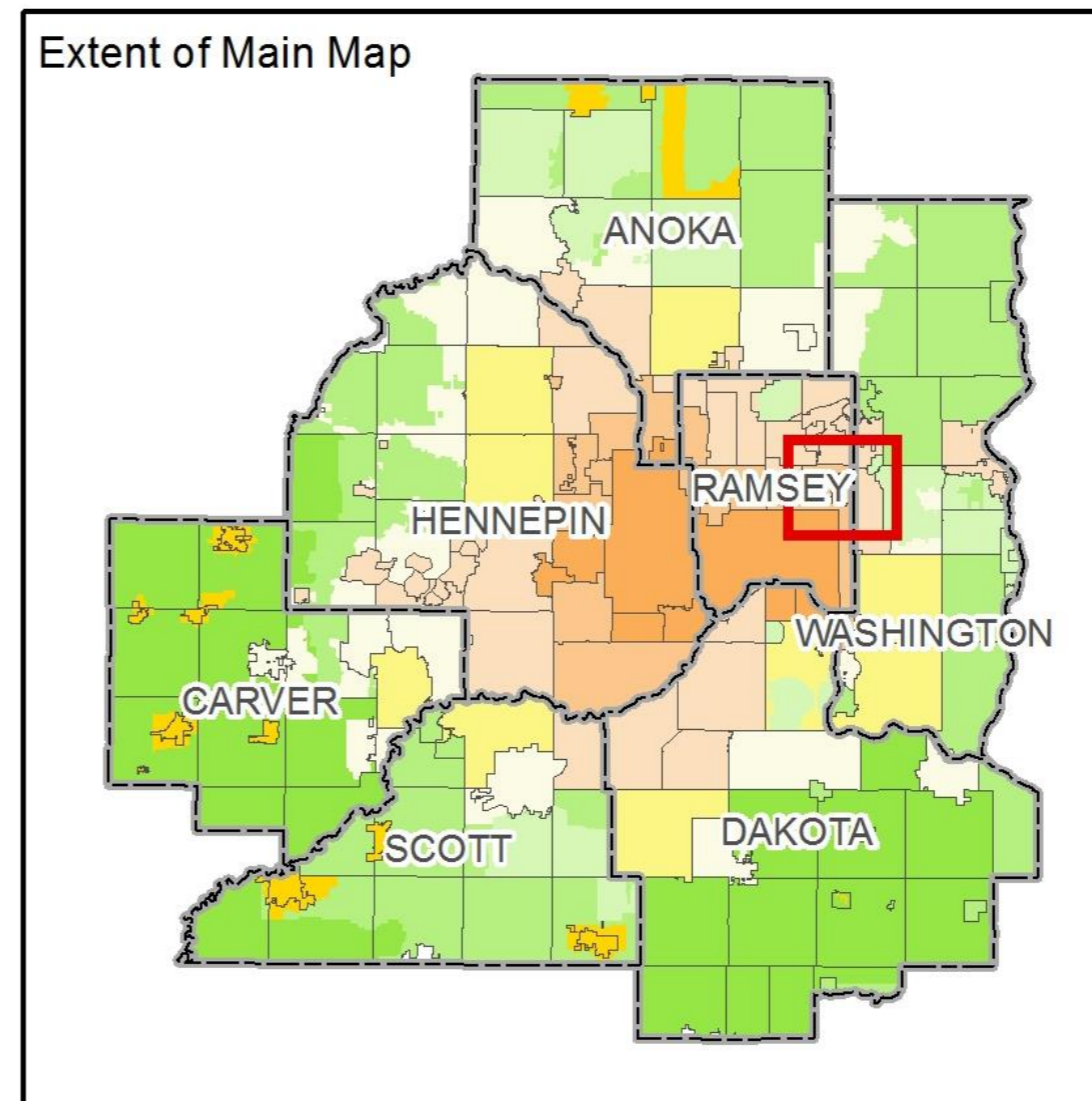 Extent of Main Map
ANOKA
RAMSEY
HENNEPIN
WASHINGTON
CARVER
DAKOTA
SCOTT